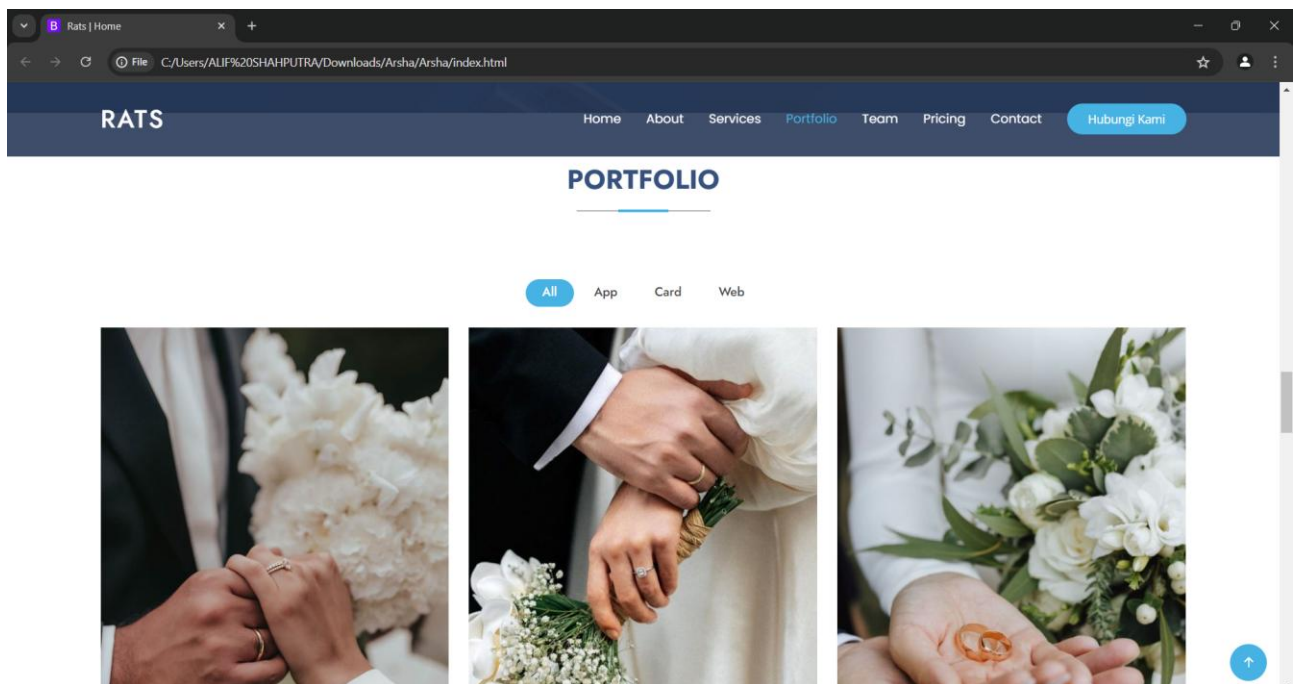 B Rats | Home
File C:/Users/ALIF%20SHAHPUTRA/Downloads/Arsha/Arsha/index.html
RATS Home About Services Portfolio Team Pricing Contact Hubungi Kami
PORTFOLIO
All App Card Web